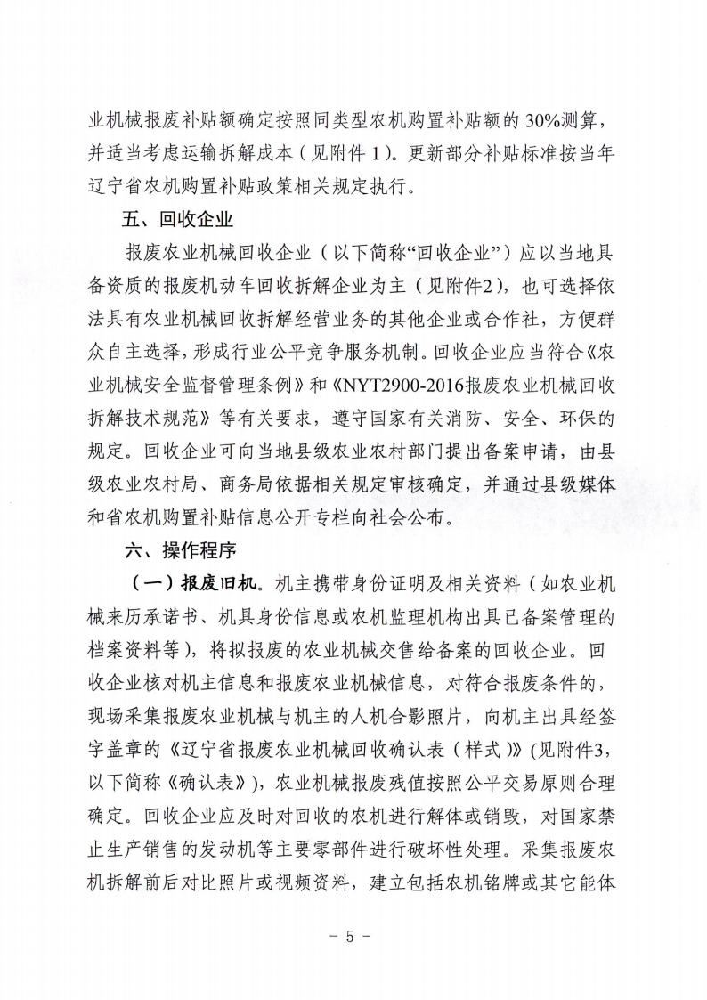 业机械报废补贴额确定按照同类型农机购置补贴额的 30%测算，
并适当考虑运输拆解成本（见附件 1）。更新部分补贴标准按当年
辽宁省农机购置补贴政策相关规定执行。
五、回收企业
报废农业机械回收企业（以下简称“回收企业”）应以当地具
备资质的报废机动车回收拆解企业为主（见附件2），也可选择依
法具有农业机械回收拆解经营业务的其他企业或合作社，方便群
众自主选择，形成行业公平竞争服务机制。回收企业应当符合《农
业机械安全监督管理条例》和《NYT2900-2016报废农业机械回收
拆解技术规范》等有关要求，遵守国家有关消防、安全、环保的
规定。回收企业可向当地县级农业农村部门提出备案申请，由县
级农业农村局、商务局依据相关规定审核确定，并通过县级媒体
和省农机购置补贴信息公开专栏向社会公布。
六、操作程序
（一）报废旧机。机主携带身份证明及相关资料（如农业机
械来历承诺书、机具身份信息或农机监理机构出具已备案管理的
档案资料等），将拟报废的农业机械交售给备案的回收企业。回
收企业核对机主信息和报废农业机械信息，对符合报废条件的，
现场采集报废农业机械与机主的人机合影照片，向机主出具经签
字盖章的《辽宁省报废农业机械回收确认表（样式）》(见附件3，
以下简称《确认表》)，农业机械报废残值按照公平交易原则合理
确定。回收企业应及时对回收的农机进行解体或销毁，对国家禁
止生产销售的发动机等主要零部件进行破坏性处理。采集报废农
机拆解前后对比照片或视频资料，建立包括农机铭牌或其它能体
- 5 -